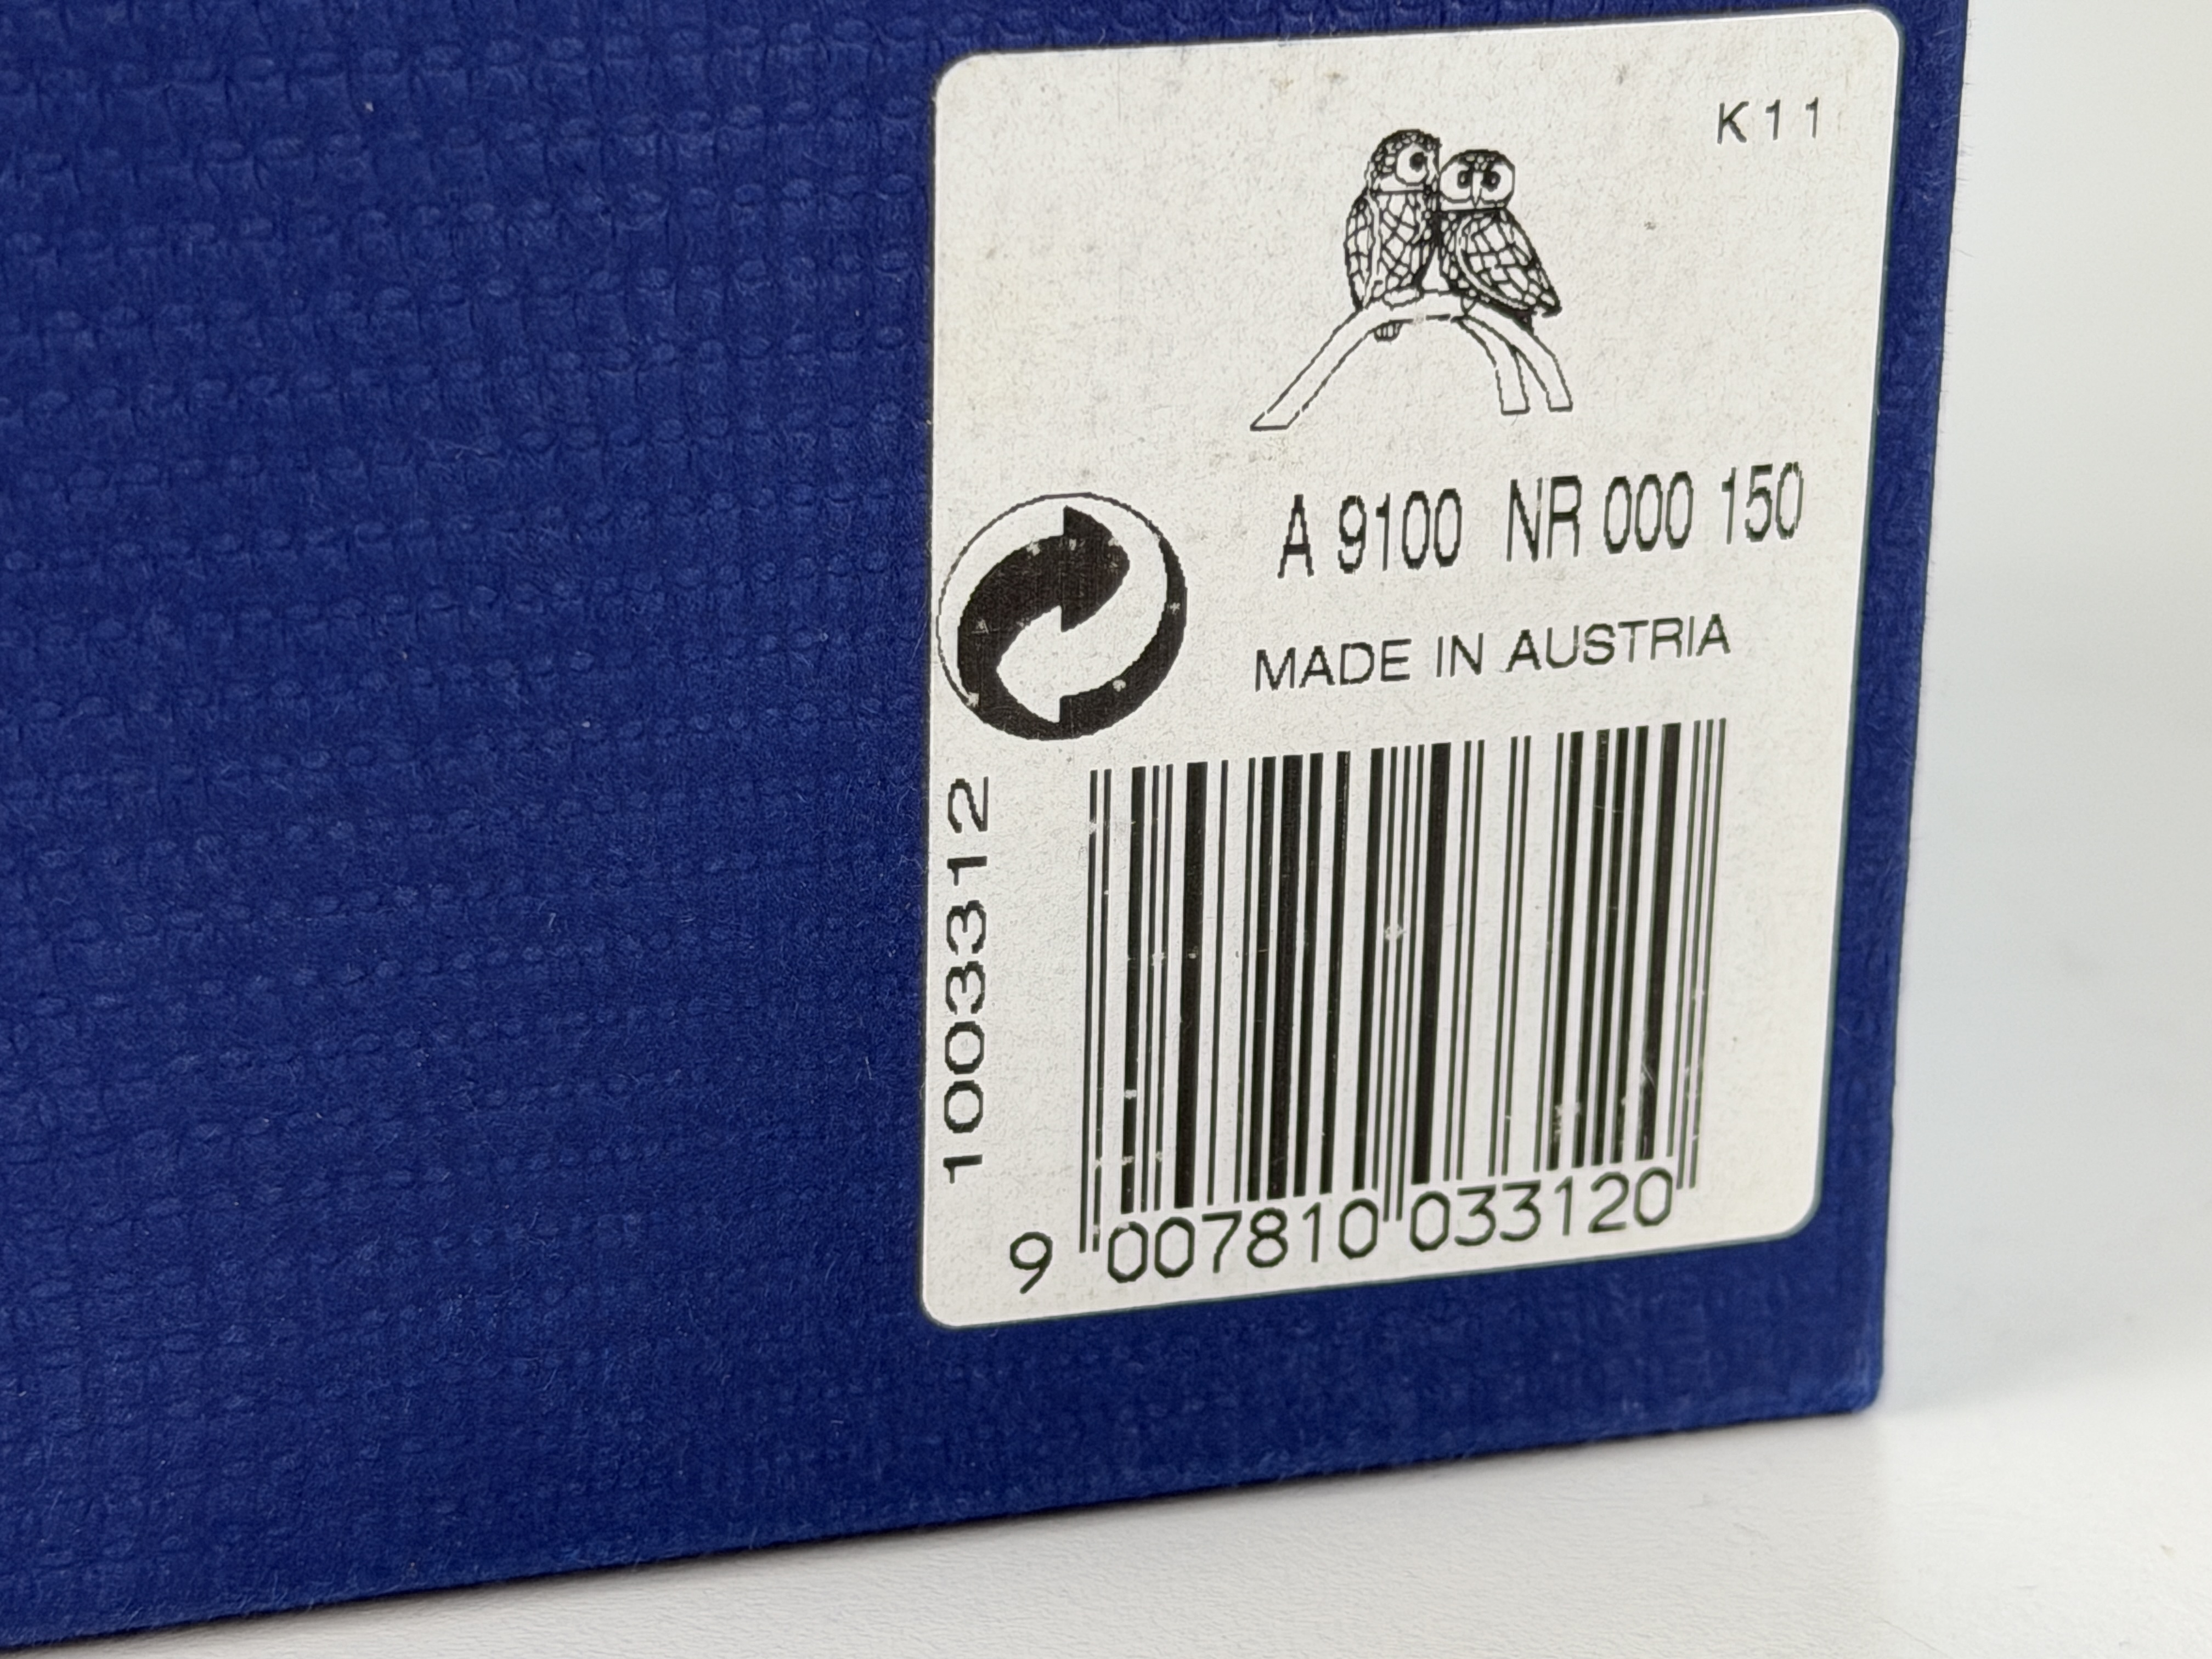 K11
A 9100 NR 000 150
MADE IN AUSTRIA
1003312
9 007810 033120